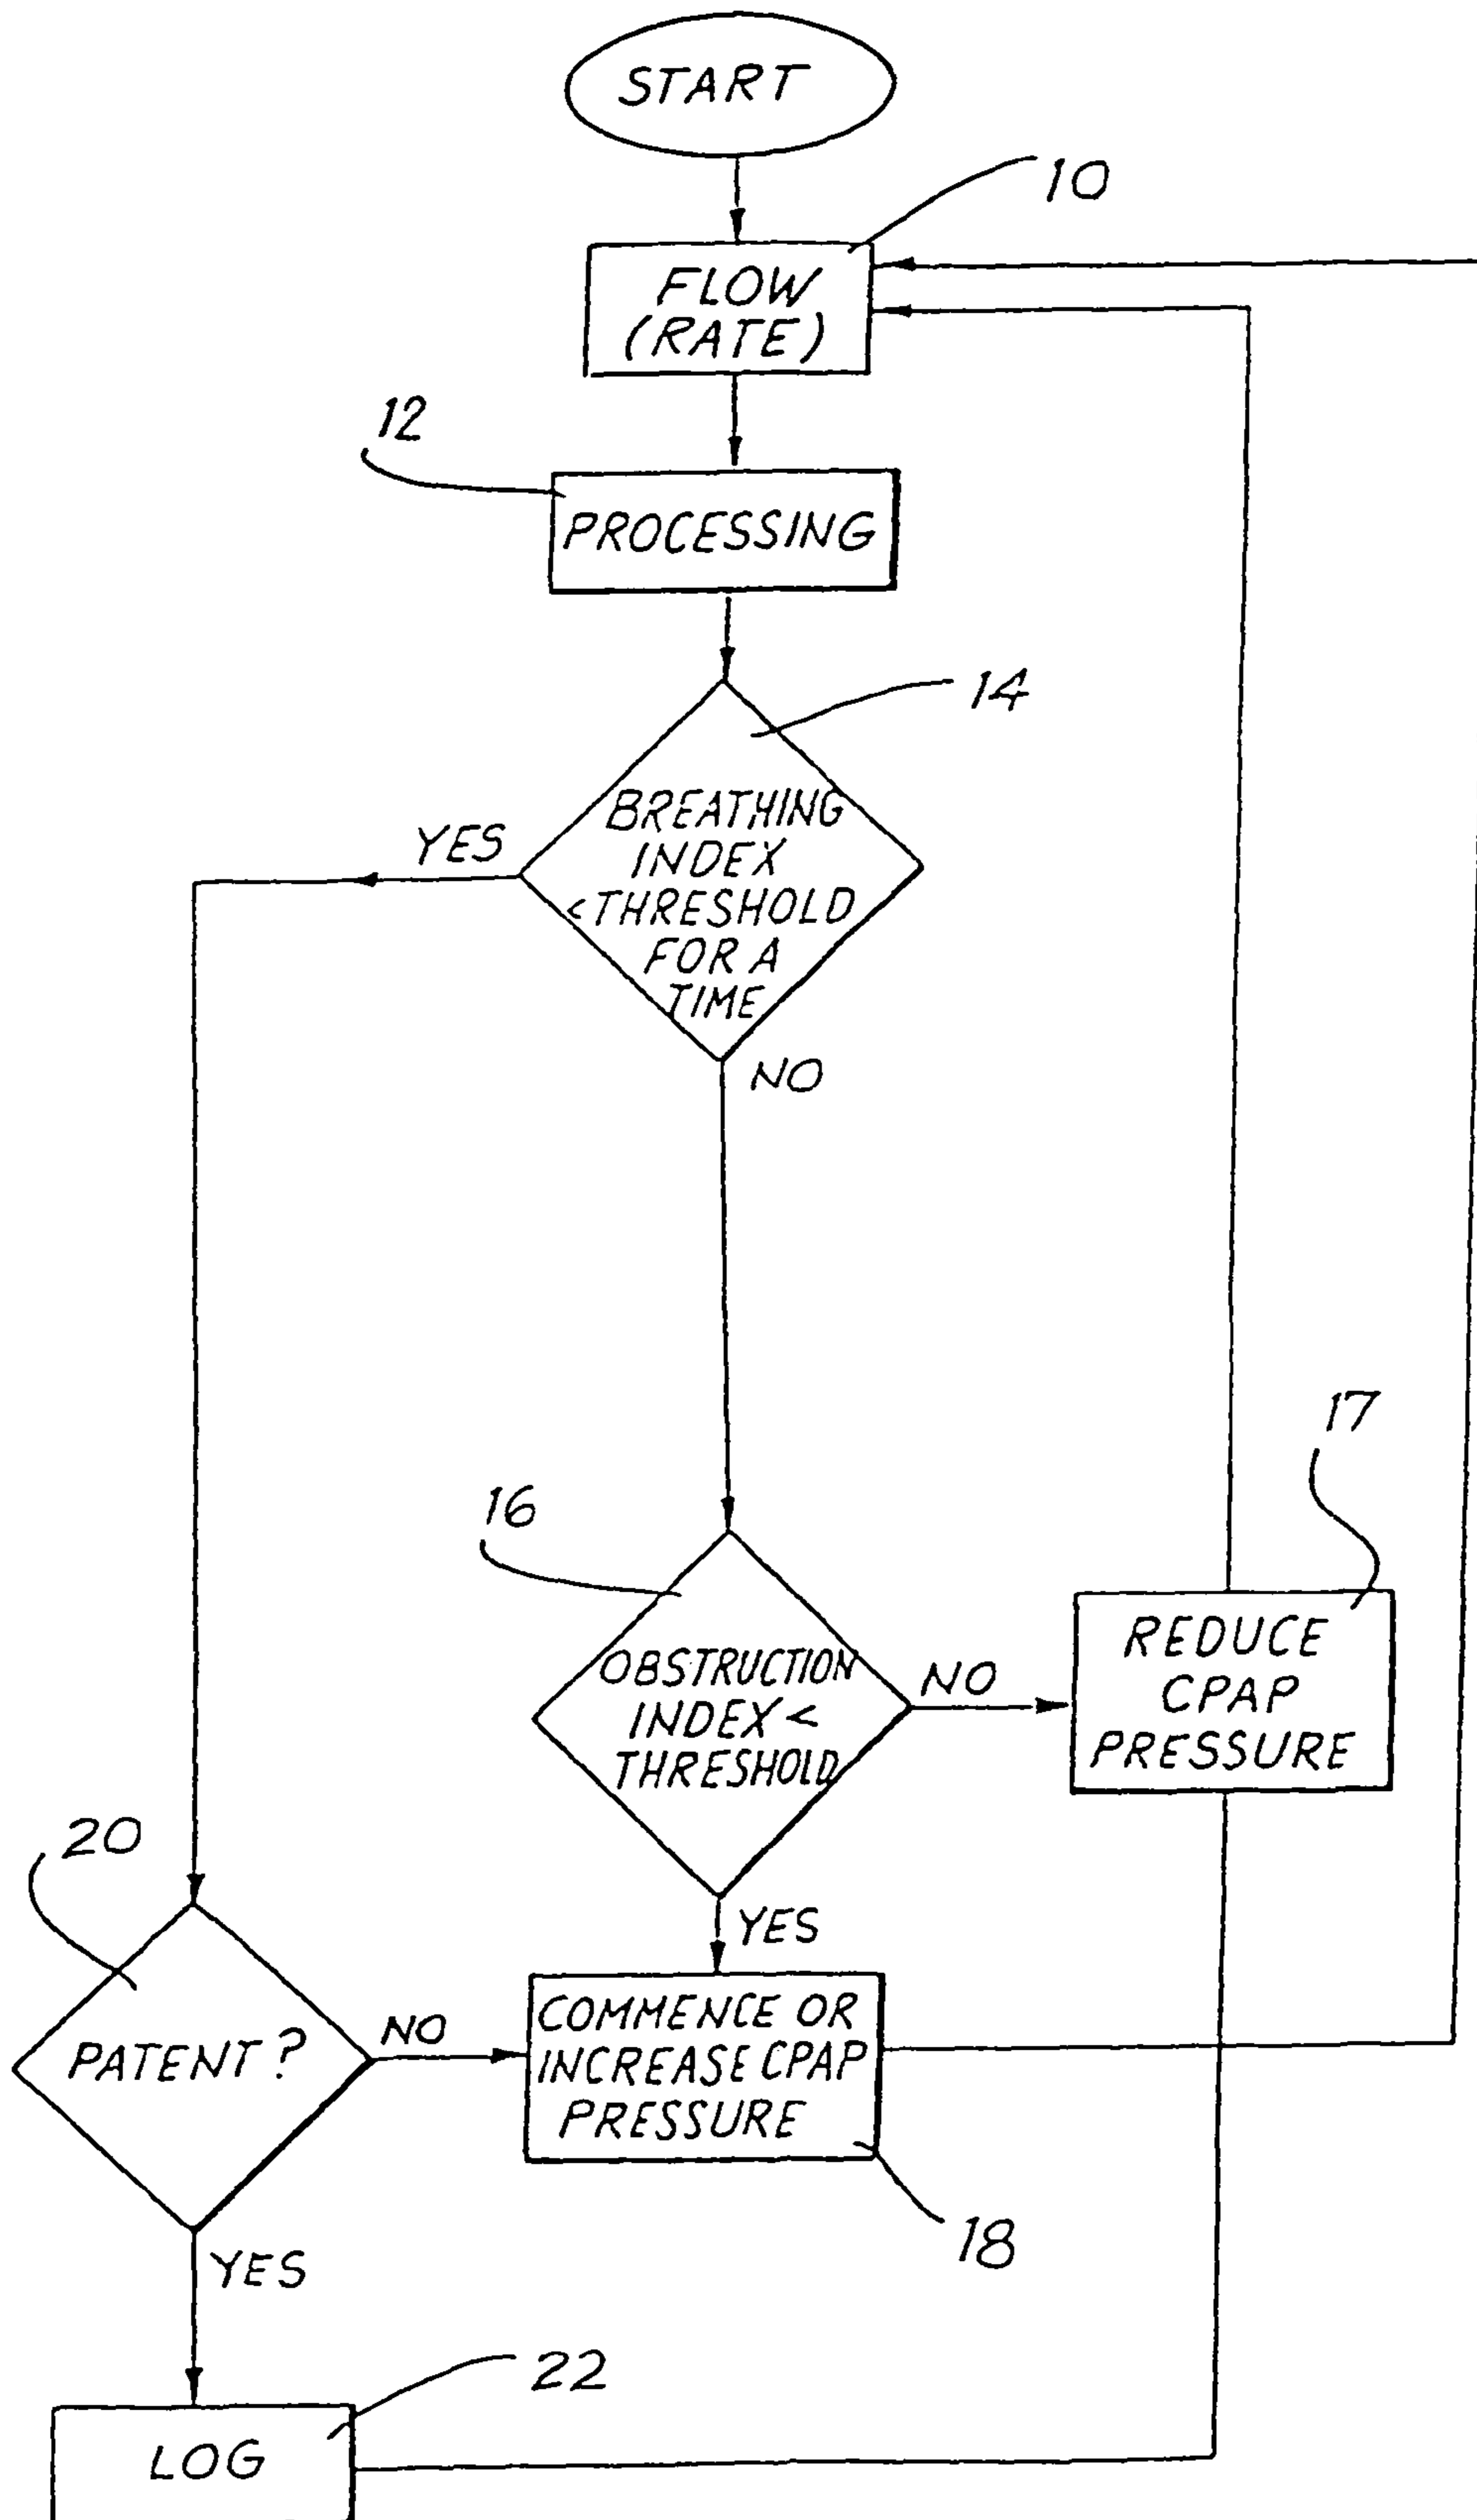 START
10
FLOW
(RATE)
12
PROCESSING
14
BREATHING
INDEX
<THRESHOLD
FOR A
TIME
YES
NO
16
17
OBSTRUCTION
INDEX <
THRESHOLD
NO
REDUCE
CPAP
PRESSURE
20
YES
PATENT?
NO
COMMENCE OR
INCREASE CPAP
PRESSURE
18
YES
22
LOG